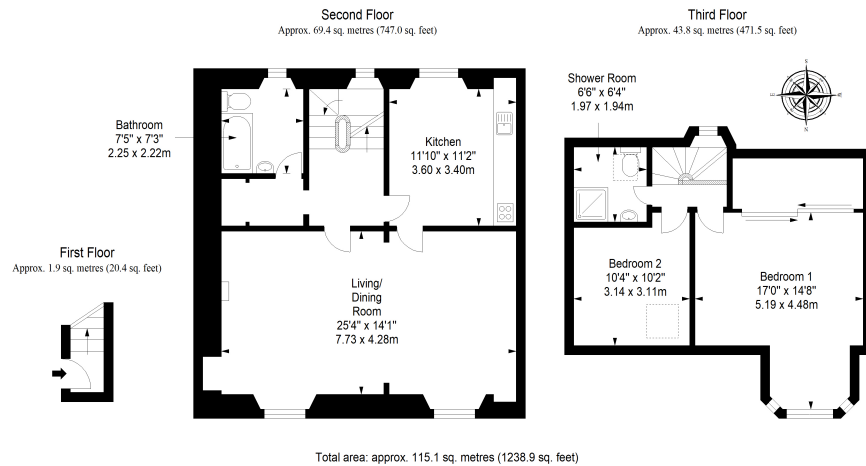 Second Floor
Approx. 69.4 sq. metres (747.0 sq. feet)
Third Floor
Approx. 43.8 sq. metres (471.5 sq. feet)
Bathroom
7'5" x 7'3"
2.25 x 2.22m
Kitchen
11'10" x 11'2"
3.60 x 3.40m
Shower Room
6'6" x 6'4"
1.97 x 1.94m
First Floor
Approx. 1.9 sq. metres (20.4 sq. feet)
Living/
Dining
Room
25'4" x 14'1"
7.73 x 4.28m
Bedroom 2
10'4" x 10'2"
3.14 x 3.11m
Bedroom 1
17'0" x 14'8"
5.19 x 4.48m
Total area: approx. 115.1 sq. metres (1238.9 sq. feet)